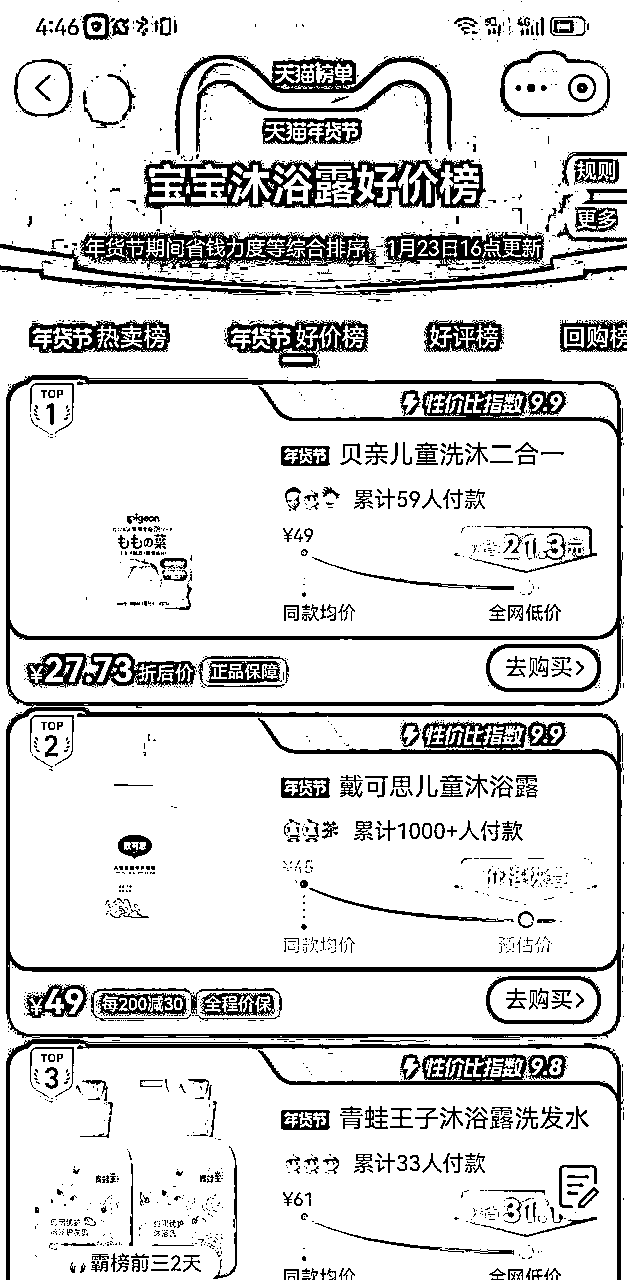 4:46
天猫榜单
天猫年货节
宝宝沐浴露好价榜
规则
更多
年货节期间省钱力度等综合排序，1月23日16点更新
年货节热卖榜 年货节好价榜 好评榜 回购榜
TOP 1
性价比指数 9.9
年货节 贝亲儿童洗沐二合一
累计59人付款
Pigeon
ももの葉
¥49
21.3元
同款均价 全网低价
¥27.73 折后价 正品保障 去购买
TOP 2
性价比指数 9.9
年货节 戴可思儿童沐浴露
累计1000+人付款
戴可思
¥45
同款均价 预估价
¥49 每200减30 全程价保 去购买
TOP 3
性价比指数 9.8
年货节 青蛙王子沐浴露洗发水
累计33人付款
¥61
霸榜前三2天
同款均价 全网低价